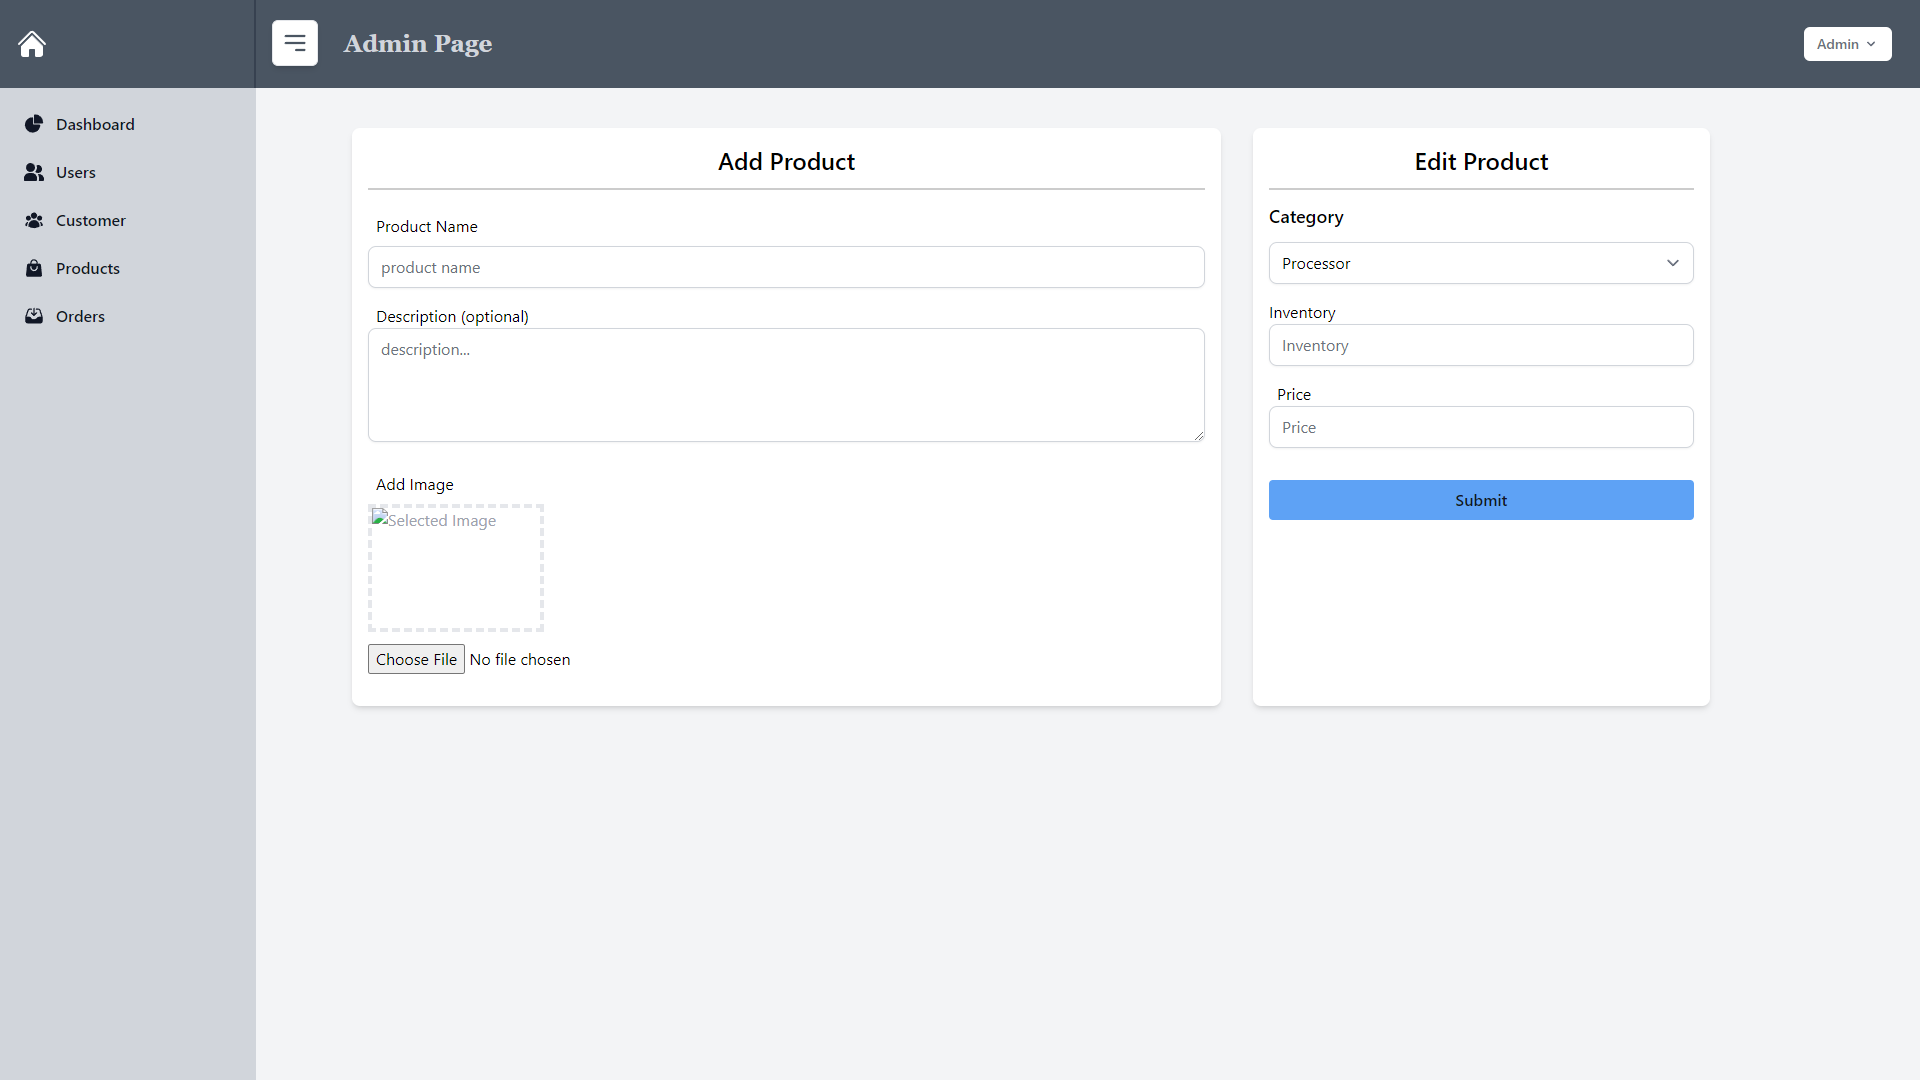 Admin Page
Admin
Dashboard
Users
Customer
Products
Orders
Add Product
Product Name
product name
Description (optional)
description...
Add Image
Selected Image
Choose File No file chosen
Edit Product
Category
Processor
Inventory
Inventory
Price
Price
Submit